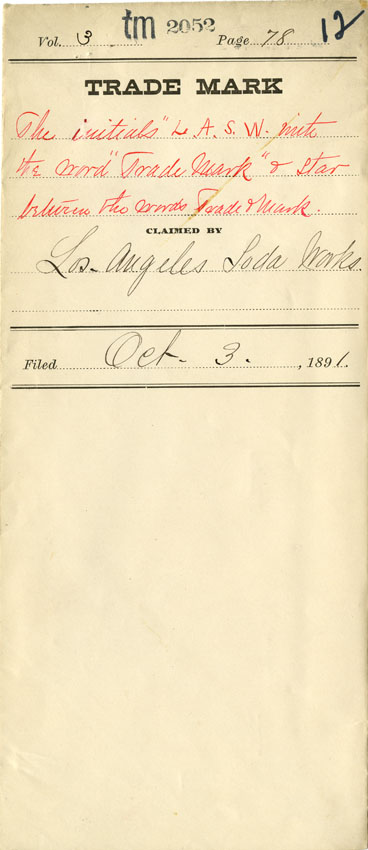 tm 2052 12
Vol. 3 Page 78
TRADE MARK
The initials "L. A. S. W. with
the word "Trade Mark" & Star
between the words Trade & Mark
CLAIMED BY
Los-Angeles Soda Works.
Filed Oct. 3. , 1891.